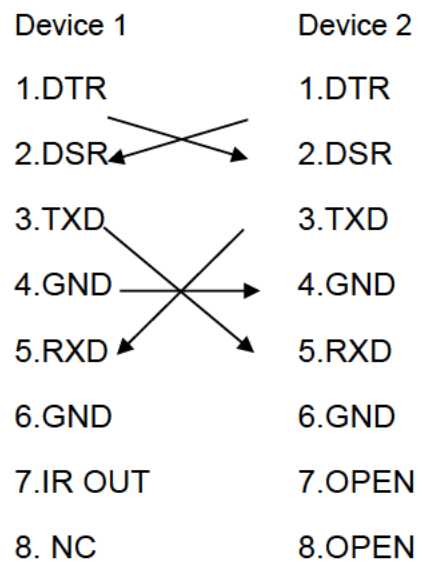 Device 1 Device 2
1.DTR 1.DTR
2.DSR 2.DSR
3.TXD 3.TXD
4.GND 4.GND
5.RXD 5.RXD
6.GND 6.GND
7.IR OUT 7.OPEN
8. NC 8.OPEN